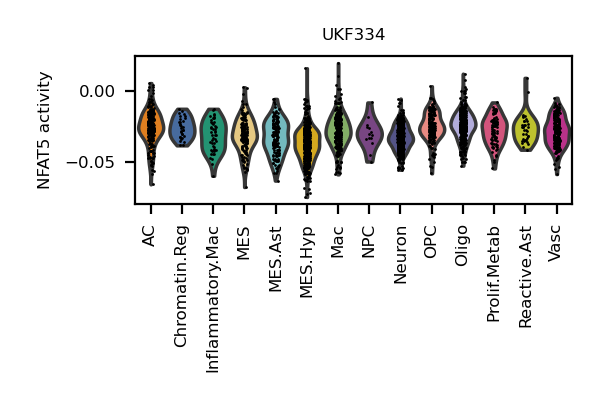 UKF334
NFAT5 activity
0.00
−0.05
AC
Chromatin.Reg
Inflammatory.Mac
MES
MES.Ast
MES.Hyp
Mac
NPC
Neuron
OPC
Oligo
Prolif.Metab
Reactive.Ast
Vasc